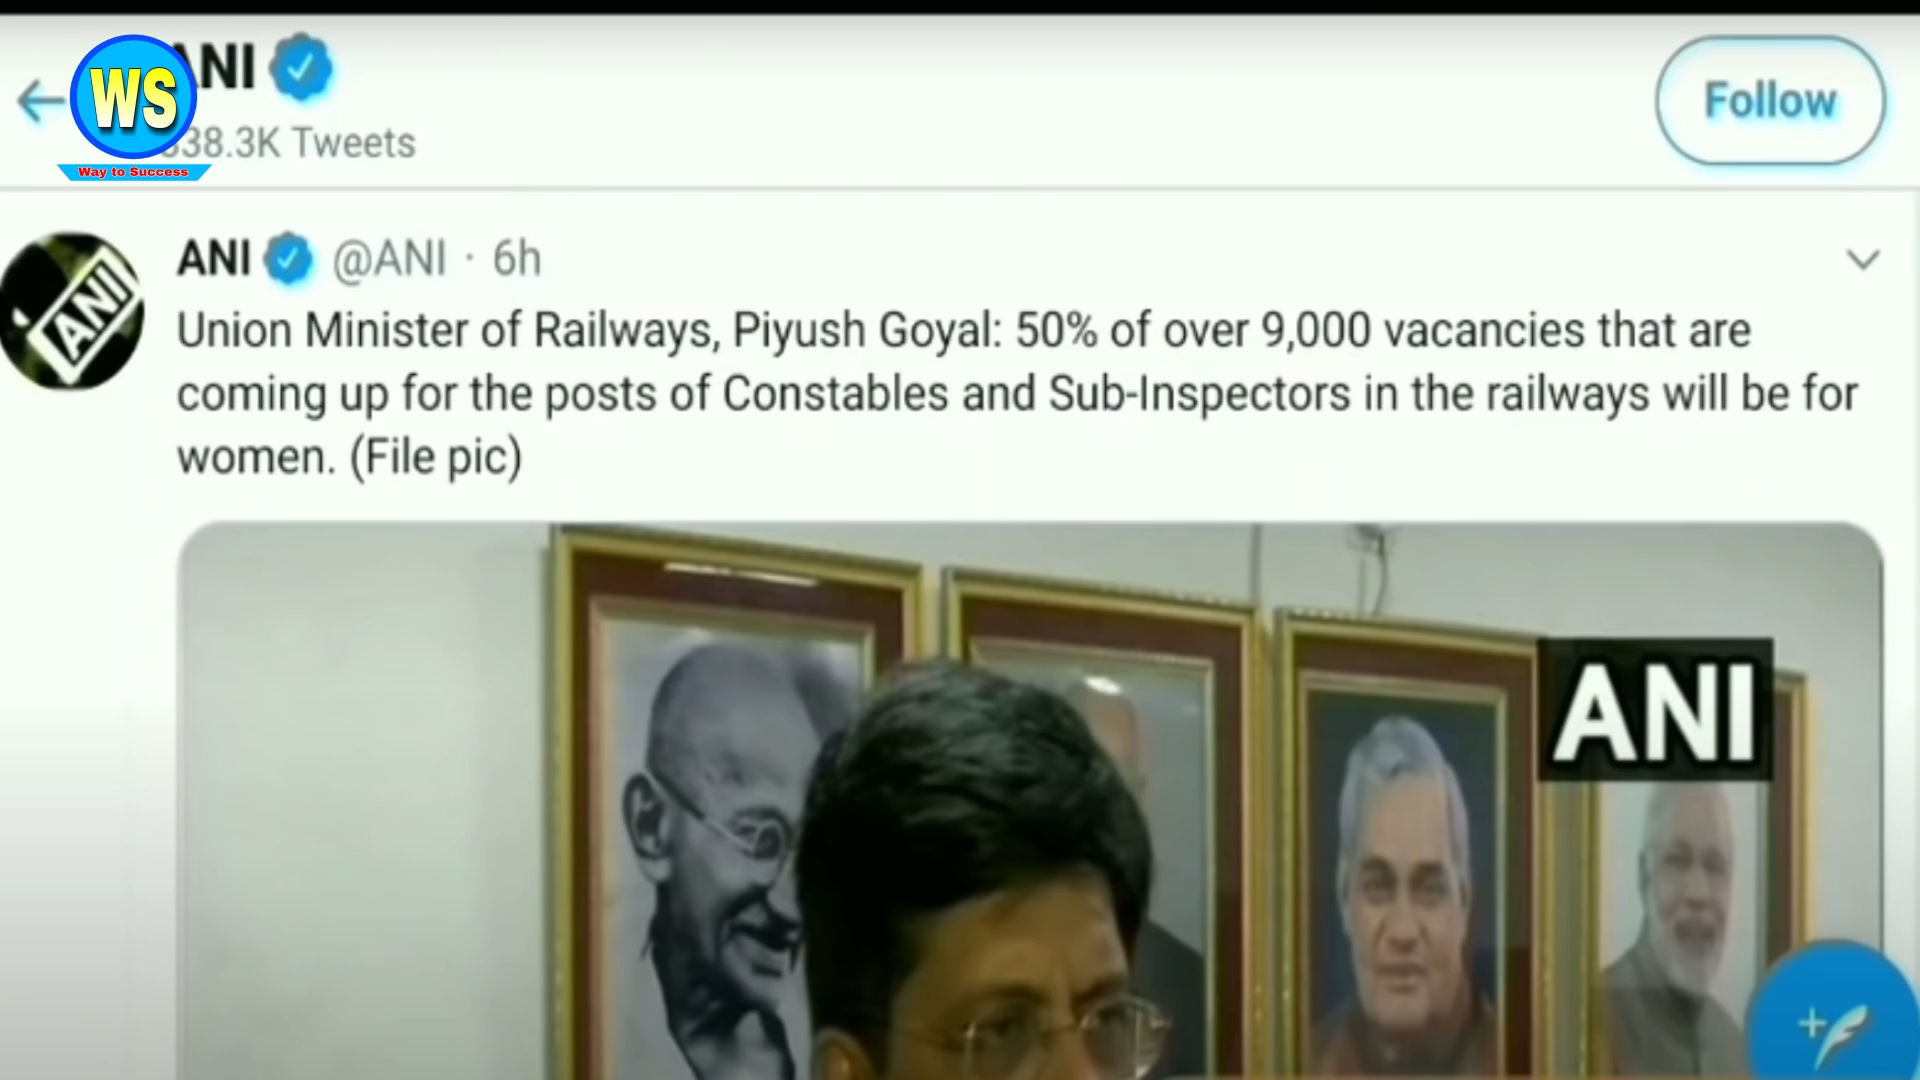 ANI
Follow
WS
38.3K Tweets
Way to Success
ANI @ANI · 6h
Union Minister of Railways, Piyush Goyal: 50% of over 9,000 vacancies that are
coming up for the posts of Constables and Sub-Inspectors in the railways will be for
women. (File pic)
ANI
ANI